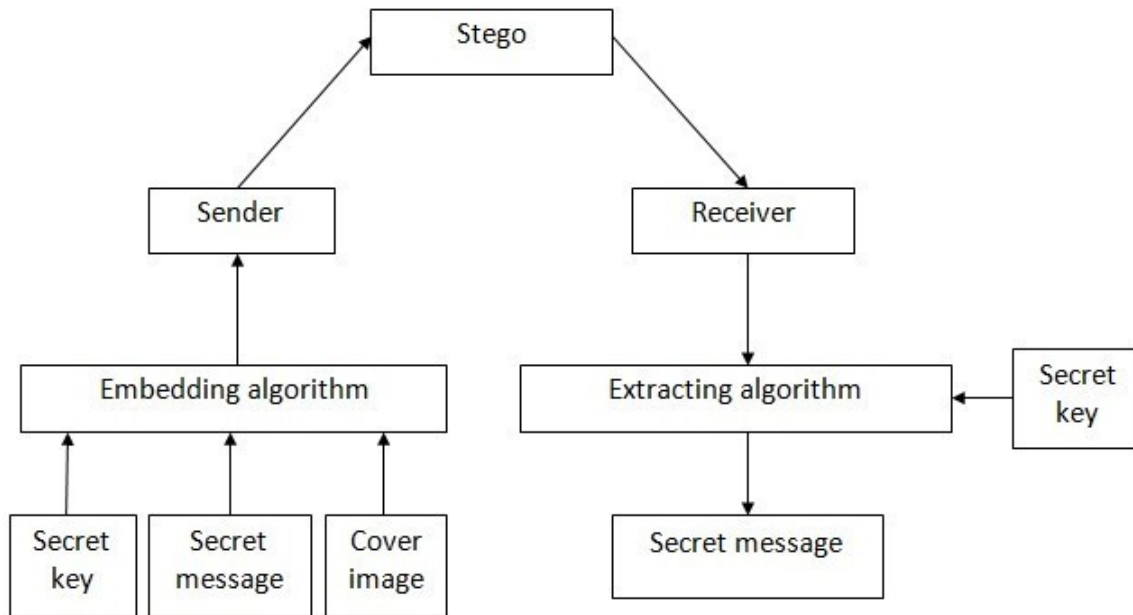 Stego
Sender
Receiver
Embedding algorithm
Extracting algorithm
Secret
key
Secret
key
Secret
message
Cover
image
Secret message